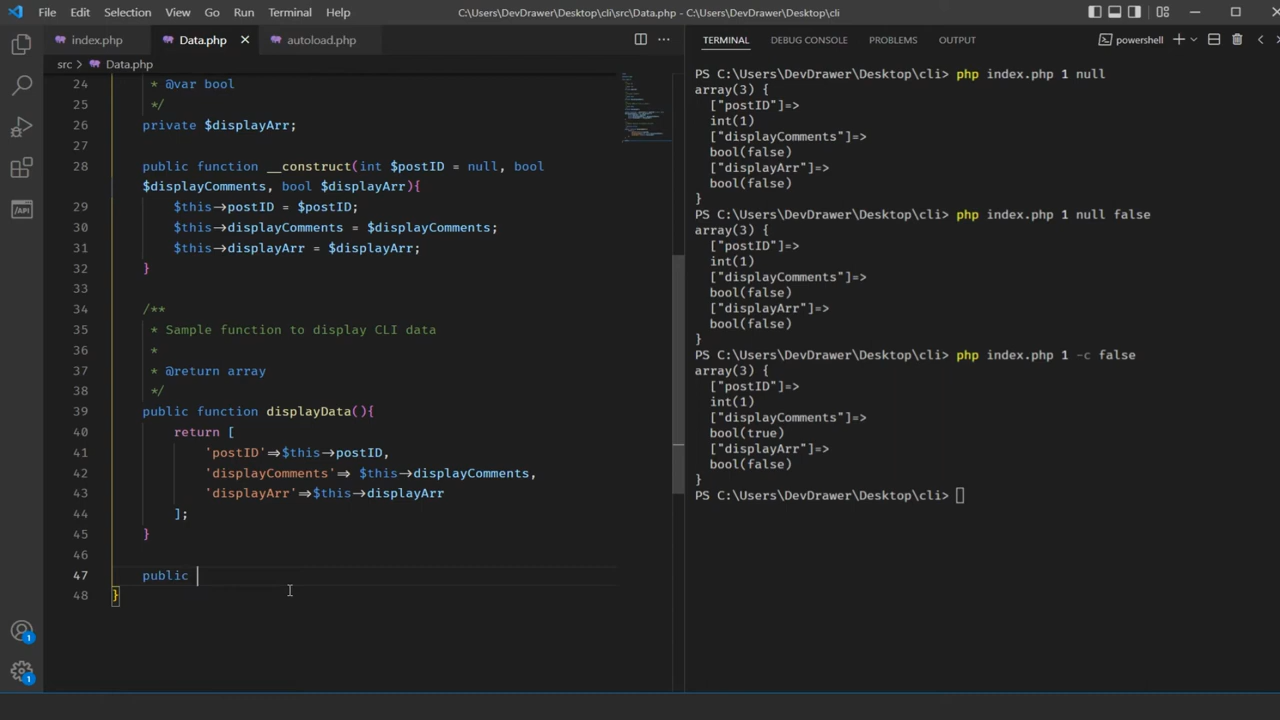 File Edit Selection View Go Run Terminal Help
C:\Users\DevDrawer\Desktop\cli\src\Data.php - C:\Users\DevDrawer\Desktop\cli
index.php Data.php autoload.php
src > Data.php
24 * @var bool
25 */
26 private $displayArr;
27
28 public function __construct(int $postID = null, bool
$displayComments, bool $displayArr){
29 $this->postID = $postID;
30 $this->displayComments = $displayComments;
31 $this->displayArr = $displayArr;
32 }
33
34 /**
35 * Sample function to display CLI data
36 *
37 * @return array
38 */
39 public function displayData(){
40 return [
41 'postID'=>$this->postID,
42 'displayComments'=> $this->displayComments,
43 'displayArr'=>$this->displayArr
44 ];
45 }
46
47 public
48 }
TERMINAL DEBUG CONSOLE PROBLEMS OUTPUT powershell
PS C:\Users\DevDrawer\Desktop\cli> php index.php 1 null
array(3) {
["postID"]=>
int(1)
["displayComments"]=>
bool(false)
["displayArr"]=>
bool(false)
}
PS C:\Users\DevDrawer\Desktop\cli> php index.php 1 null false
array(3) {
["postID"]=>
int(1)
["displayComments"]=>
bool(false)
["displayArr"]=>
bool(false)
}
PS C:\Users\DevDrawer\Desktop\cli> php index.php 1 -c false
array(3) {
["postID"]=>
int(1)
["displayComments"]=>
bool(true)
["displayArr"]=>
bool(false)
}
PS C:\Users\DevDrawer\Desktop\cli>
/API
1
1